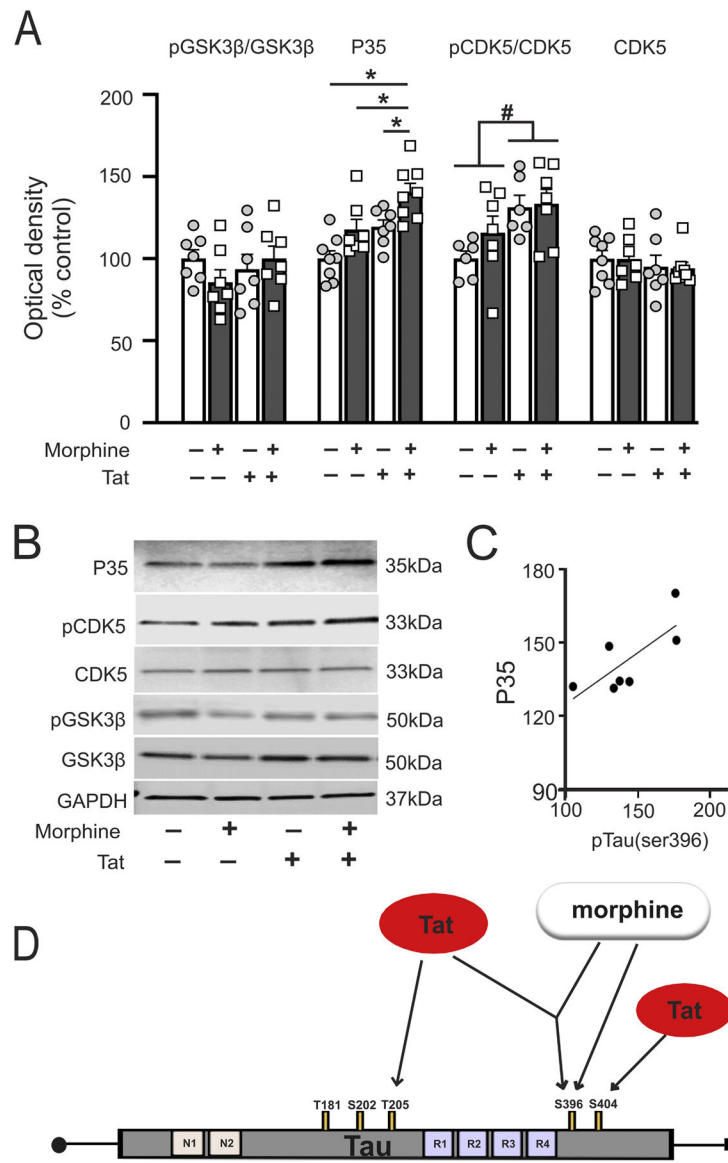 A
pGSK3β/GSK3β P35 pCDK5/CDK5 CDK5
* * * #
Optical density
(% control)
200
150
100
50
0
Morphine – + – + – + – + – + – + – + – +
Tat – – + + – – + + – – + + – – + +
B
P35 35kDa
pCDK5 33kDa
CDK5 33kDa
pGSK3β 50kDa
GSK3β 50kDa
GAPDH 37kDa
Morphine – + – +
Tat – – + +
C
P35
180
150
120
90
100 150 200
pTau(ser396)
D
Tat
morphine
Tat
T181 S202 T205 S396 S404
N1 N2 Tau R1 R2 R3 R4